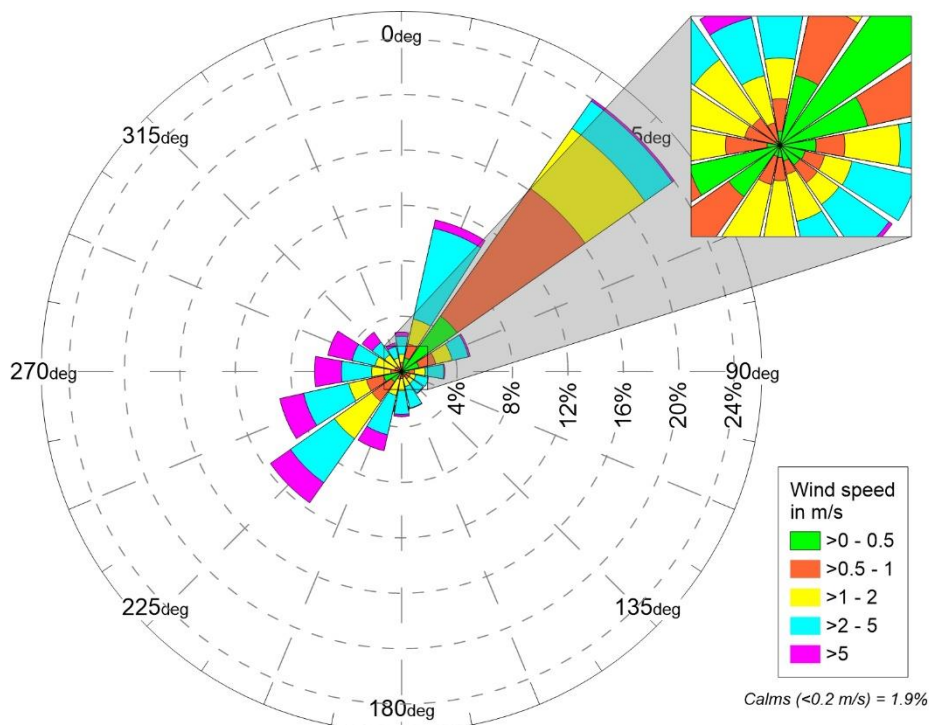 0deg
315deg
5deg
270deg
90deg
4%
8%
12%
16%
20%
24%
225deg
135deg
180deg
Wind speed
in m/s
>0 - 0.5
>0.5 - 1
>1 - 2
>2 - 5
>5
Calms (<0.2 m/s) = 1.9%